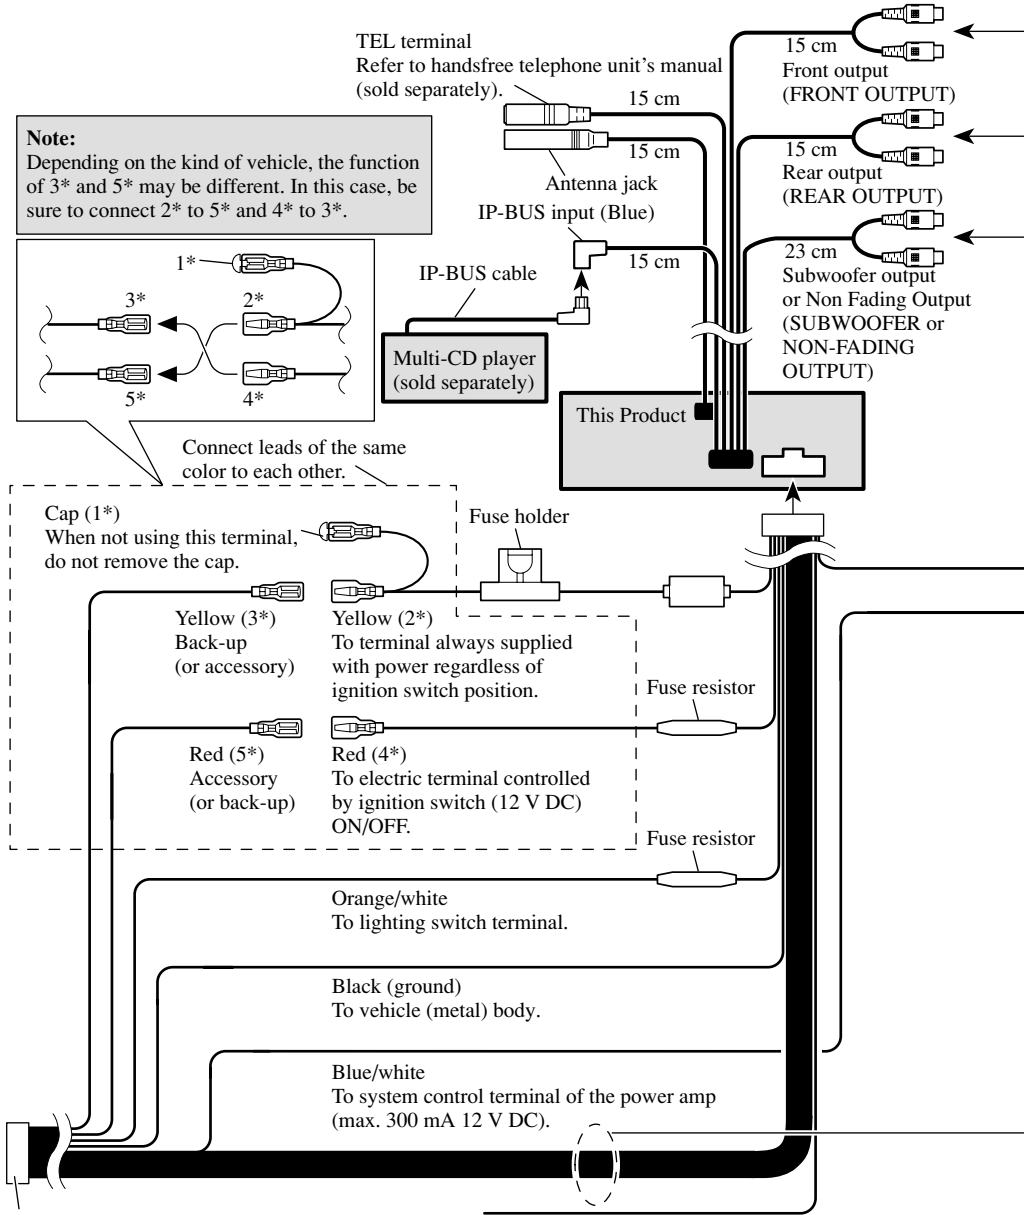 TEL terminal
Refer to handsfree telephone unit's manual
(sold separately).
15 cm
15 cm
Antenna jack
IP-BUS input (Blue)
15 cm
IP-BUS cable
Multi-CD player
(sold separately)
15 cm
Front output
(FRONT OUTPUT)
15 cm
Rear output
(REAR OUTPUT)
23 cm
Subwoofer output
or Non Fading Output
(SUBWOOFER or
NON-FADING
OUTPUT)
This Product
Note:
Depending on the kind of vehicle, the function
of 3* and 5* may be different. In this case, be
sure to connect 2* to 5* and 4* to 3*.
1*
3*
2*
5*
4*
Connect leads of the same
color to each other.
Cap (1*)
When not using this terminal,
do not remove the cap.
Fuse holder
Yellow (3*)
Back-up
(or accessory)
Yellow (2*)
To terminal always supplied
with power regardless of
ignition switch position.
Fuse resistor
Red (5*)
Accessory
(or back-up)
Red (4*)
To electric terminal controlled
by ignition switch (12 V DC)
ON/OFF.
Fuse resistor
Orange/white
To lighting switch terminal.
Black (ground)
To vehicle (metal) body.
Blue/white
To system control terminal of the power amp
(max. 300 mA 12 V DC).